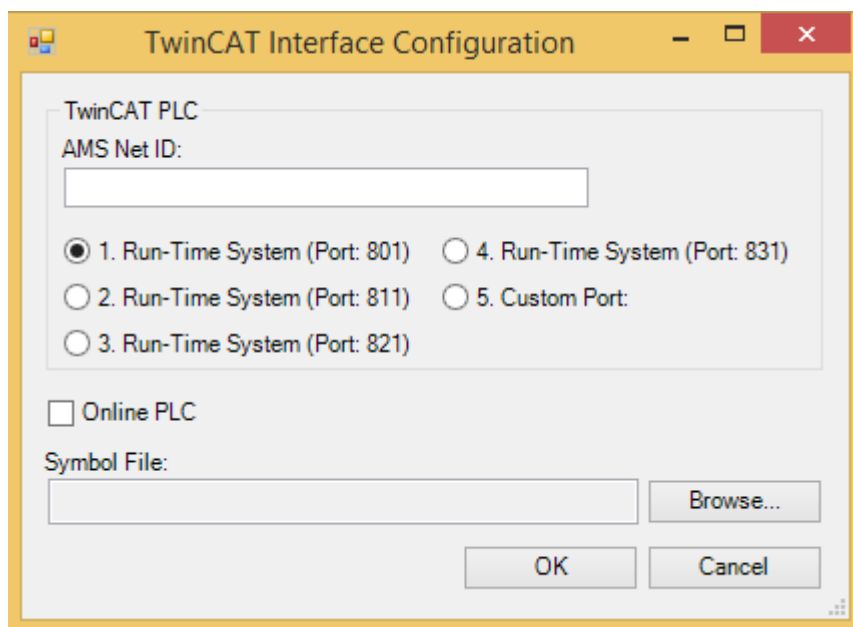 TwinCAT Interface Configuration
TwinCAT PLC
AMS Net ID:
1. Run-Time System (Port: 801)
4. Run-Time System (Port: 831)
2. Run-Time System (Port: 811)
5. Custom Port:
3. Run-Time System (Port: 821)
Online PLC
Symbol File:
Browse...
OK
Cancel